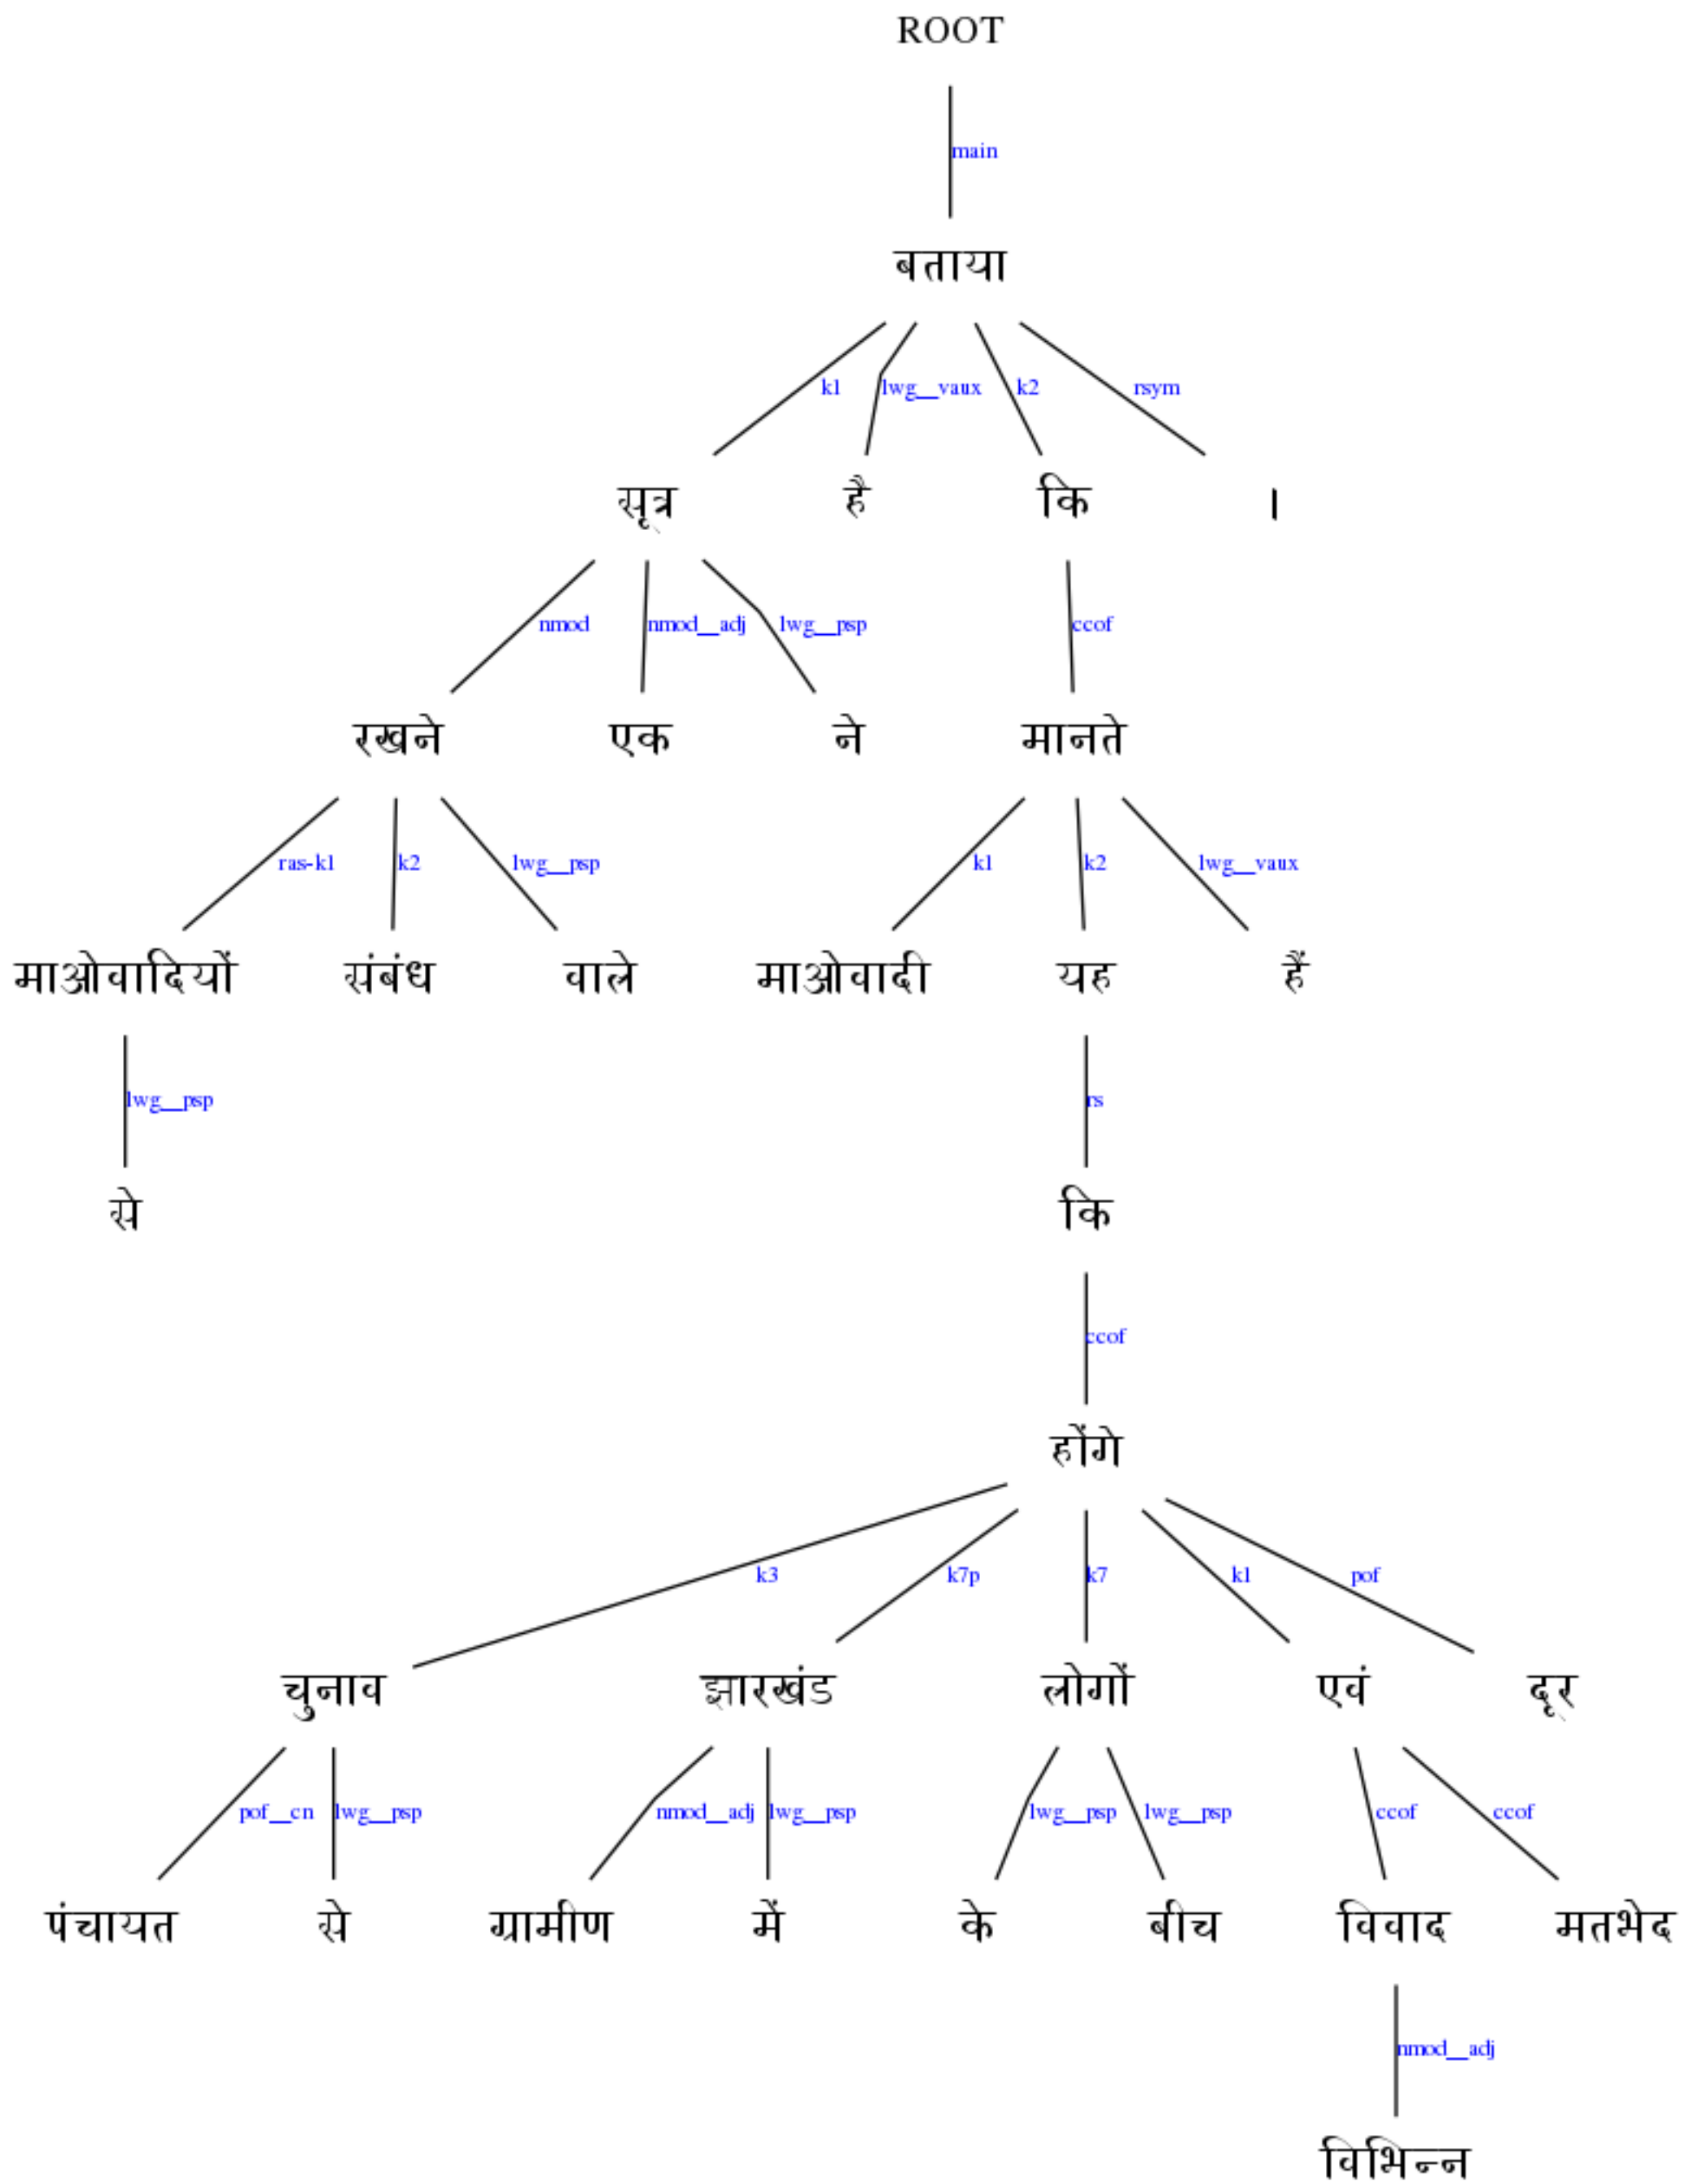 ROOT
main
बताया
k1 lwg__vaux k2 rsym
सूत्र है कि ।
nmod nmod__adj lwg__psp ccof
रखने एक ने मानते
ras-k1 k2 lwg__psp k1 k2 lwg__vaux
माओवादियों संबंध वाले माओवादी यह हैं
lwg__psp rs
से कि
ccof
होंगे
k3 k7p k7 k1 pof
चुनाव झारखंड लोगों एवं दूर
pof__cn lwg__psp nmod__adj lwg__psp lwg__psp lwg__psp ccof ccof
पंचायत से ग्रामीण में के बीच विवाद मतभेद
nmod__adj
विभिन्न